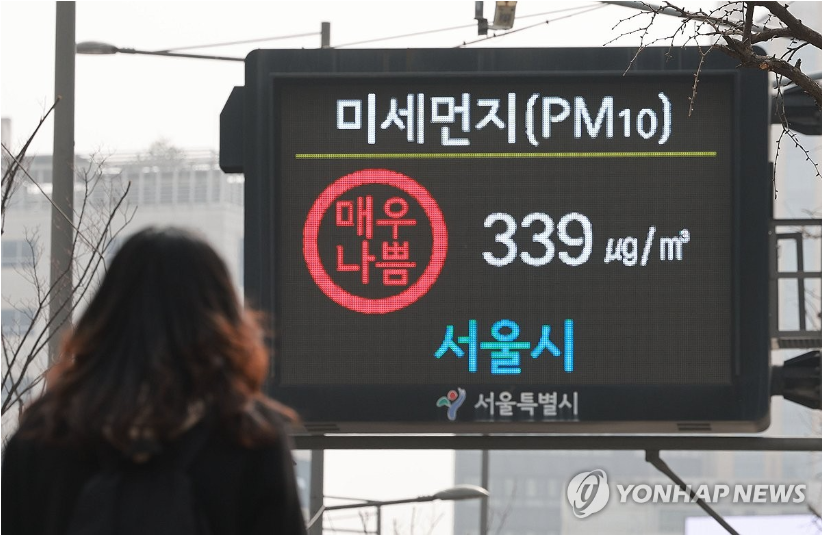 미세먼지(PM10)
매우
나쁨
339 ㎍/㎥
서울시
서울특별시
YONHAP NEWS